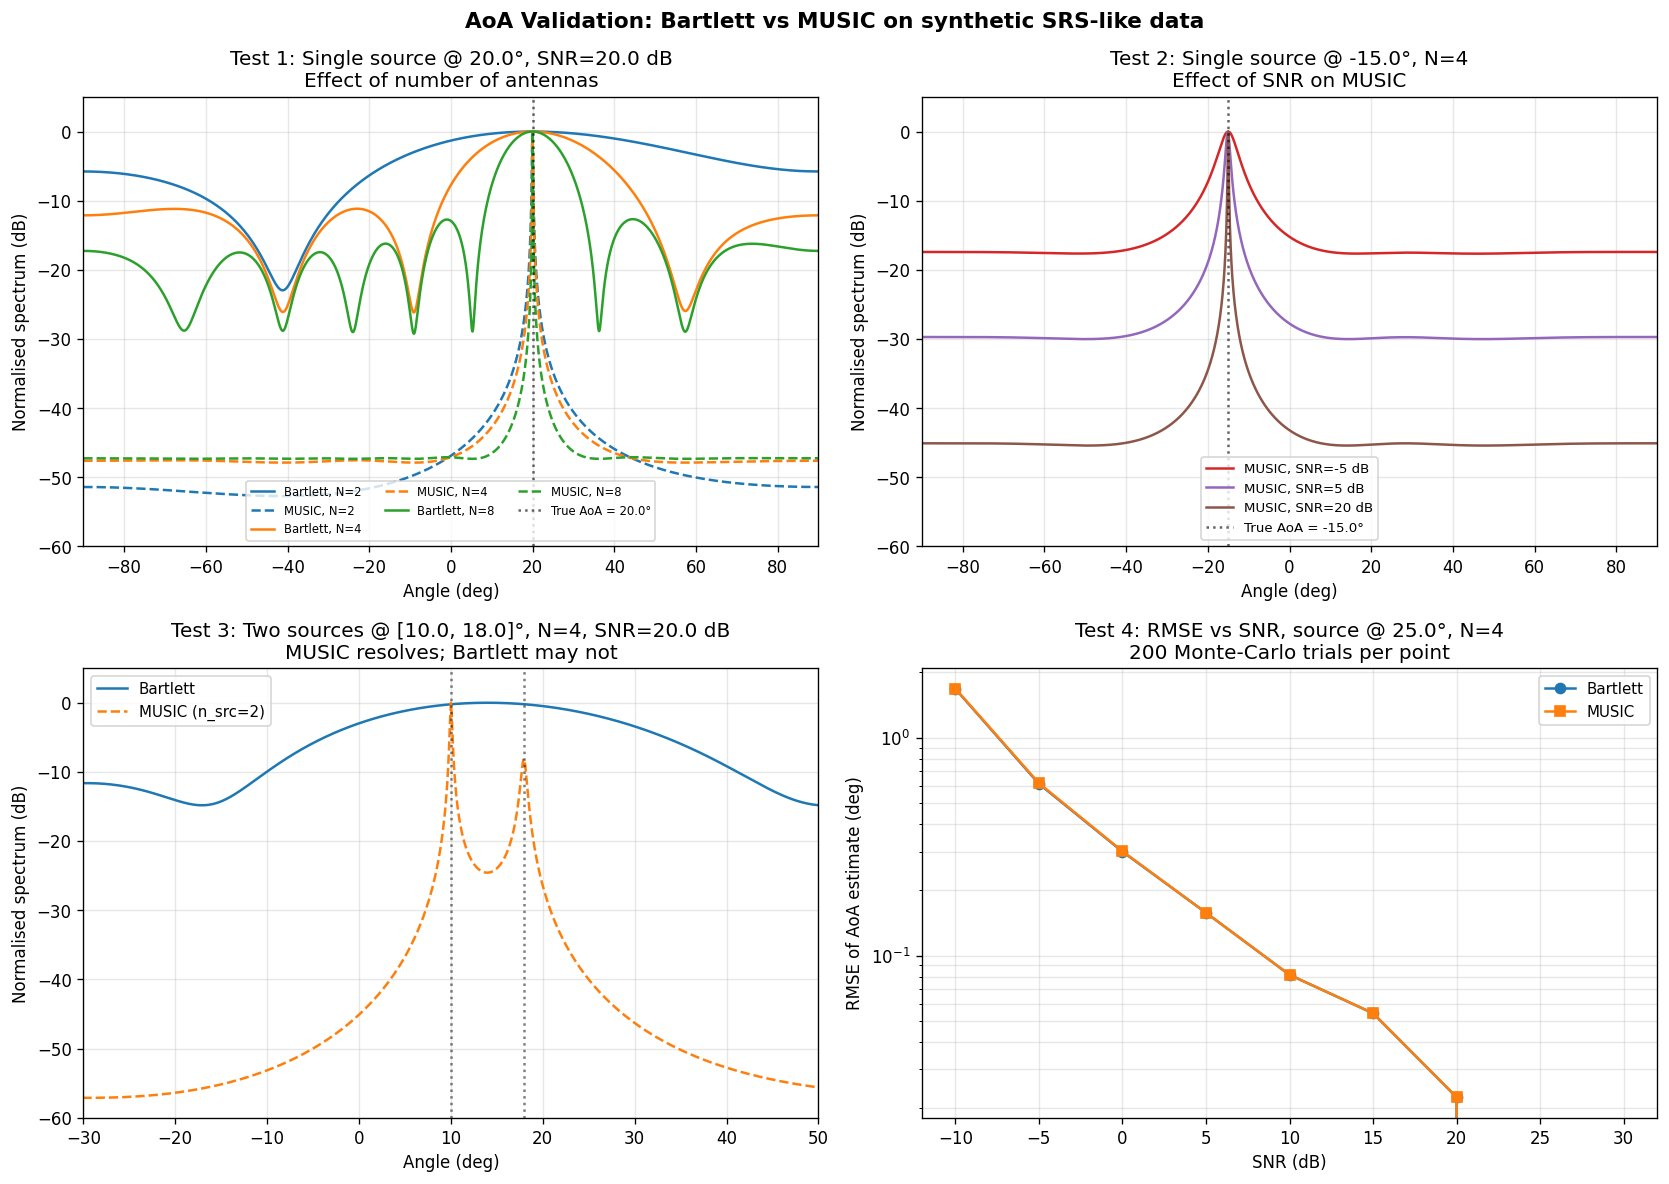 AoA Validation: Bartlett vs MUSIC on synthetic SRS-like data
Test 1: Single source @ 20.0°, SNR=20.0 dB
Effect of number of antennas
Normalised spectrum (dB)
0
−10
−20
−30
−40
−50
−60
Bartlett, N=2
MUSIC, N=2
Bartlett, N=4
MUSIC, N=4
Bartlett, N=8
MUSIC, N=8
True AoA = 20.0°
−80 −60 −40 −20 0 20 40 60 80
Angle (deg)
Test 2: Single source @ -15.0°, N=4
Effect of SNR on MUSIC
Normalised spectrum (dB)
0
−10
−20
−30
−40
−50
−60
MUSIC, SNR=-5 dB
MUSIC, SNR=5 dB
MUSIC, SNR=20 dB
True AoA = -15.0°
−80 −60 −40 −20 0 20 40 60 80
Angle (deg)
Test 3: Two sources @ [10.0, 18.0]°, N=4, SNR=20.0 dB
MUSIC resolves; Bartlett may not
Normalised spectrum (dB)
Bartlett
MUSIC (n_src=2)
0
−10
−20
−30
−40
−50
−60
−30 −20 −10 0 10 20 30 40 50
Angle (deg)
Test 4: RMSE vs SNR, source @ 25.0°, N=4
200 Monte-Carlo trials per point
RMSE of AoA estimate (deg)
Bartlett
MUSIC
10⁰
10⁻¹
−10 −5 0 5 10 15 20 25 30
SNR (dB)